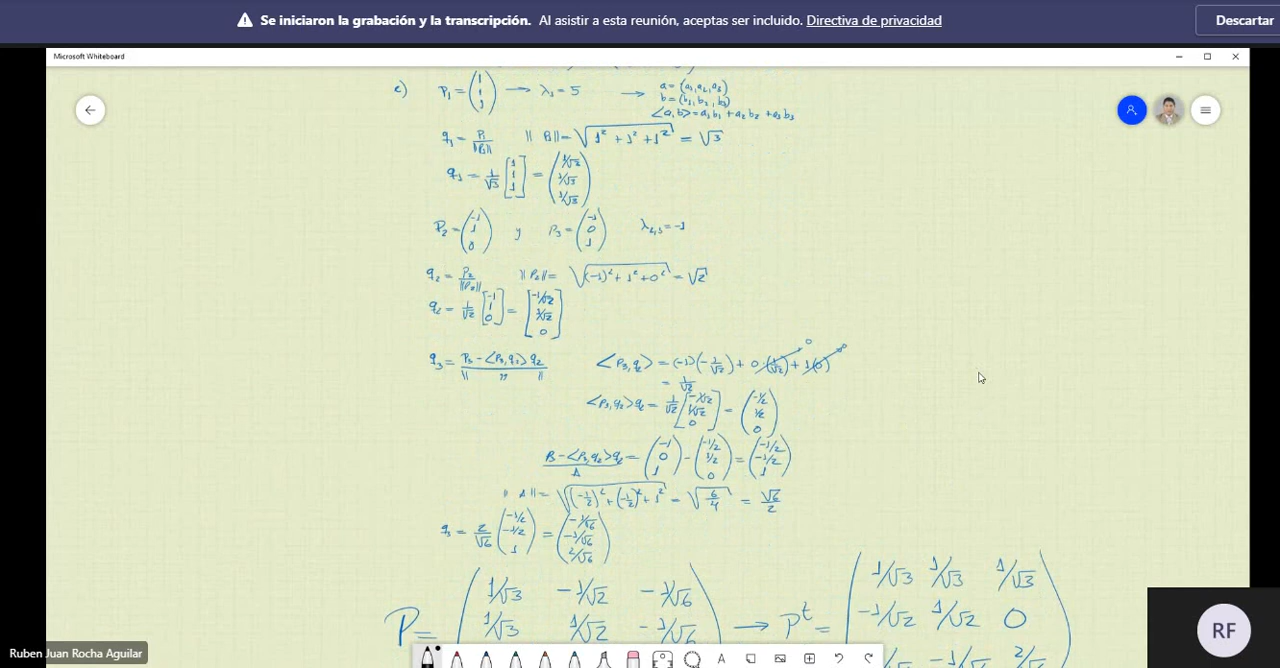 Se iniciaron la grabación y la transcripción. Al asistir a esta reunión, aceptas ser incluido. Directiva de privacidad
Descartar
Microsoft Whiteboard
c) P₁ = (1 1 1) → λ₁ = 5 → a = (a₁, a₂, a₃)
b = (b₁, b₂, b₃)
<a, b> = a₁b₁ + a₂b₂ + a₃b₃
q₁ = P₁/||P₁|| || P₁|| = √(1² + 1² + 1²) = √3
q₁ = 1/√3 [1 1 1] = (1/√2 1/√3 1/√3)
P₂ = (-1 1 0) y P₃ = (-1 0 1) λ₂,₃ = -1
q₂ = P₂/||P₂|| || P₂|| = √((-1)² + 1² + 0²) = √2
q₂ = 1/√2 [-1 1 0] = [-1/√2 1/√2 0]
q₃ = P₃ - <P₃, q₂> q₂ / || " || <P₃, q₂> = (-1)(-1/√2) + 0·(1/√2) + 1(0)
= 1/√2
<P₃, q₂> q₂ = 1/√2 [-1/√2 1/√2 0] = (-1/2 1/2 0)
P₃ - <P₃, q₂> q₂ = (-1 0 1) - (-1/2 1/2 0) = (-1/2 -1/2 1)
A
|| A || = √((-1/2)² + (-1/2)² + 1²) = √(6/4) = √6/2
q₃ = 2/√6 (-1/2 -1/2 1) = (-1/√6 -1/√6 2/√6)
1/√3 -1/√2 -1/√6 1/√3 1/√3 1/√3
P = 1/√3 1/√2 -1/√6 → Pᵗ = -1/√2 1/√2 0
Ruben Juan Rocha Aguilar
RF